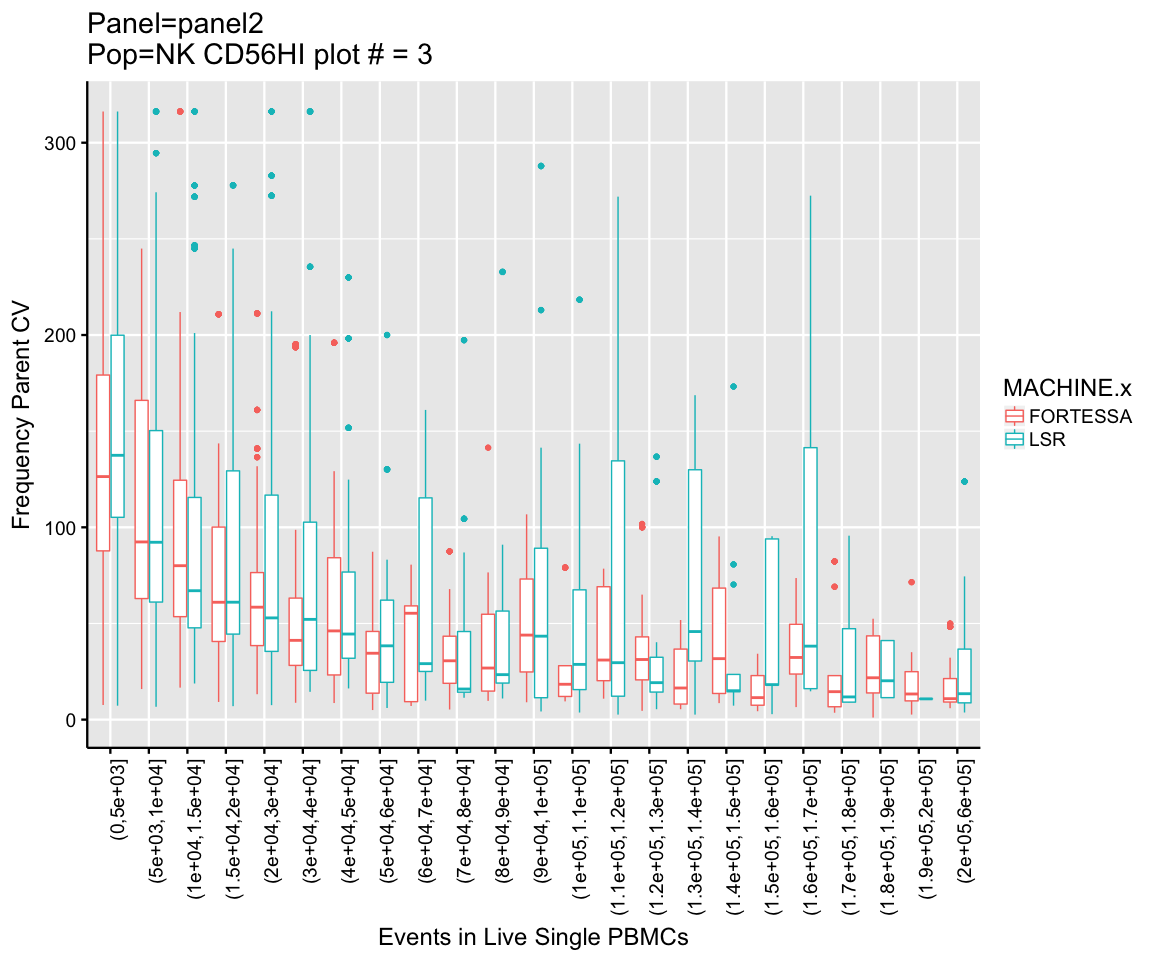 Panel=panel2
Pop=NK CD56HI plot # = 3
Frequency Parent CV
300
200
100
0
(0,5e+03]
(5e+03,1e+04]
(1e+04,1.5e+04]
(1.5e+04,2e+04]
(2e+04,3e+04]
(3e+04,4e+04]
(4e+04,5e+04]
(5e+04,6e+04]
(6e+04,7e+04]
(7e+04,8e+04]
(8e+04,9e+04]
(9e+04,1e+05]
(1e+05,1.1e+05]
(1.1e+05,1.2e+05]
(1.2e+05,1.3e+05]
(1.3e+05,1.4e+05]
(1.4e+05,1.5e+05]
(1.5e+05,1.6e+05]
(1.6e+05,1.7e+05]
(1.7e+05,1.8e+05]
(1.8e+05,1.9e+05]
(1.9e+05,2e+05]
(2e+05,6e+05]
Events in Live Single PBMCs
MACHINE.x
FORTESSA
LSR